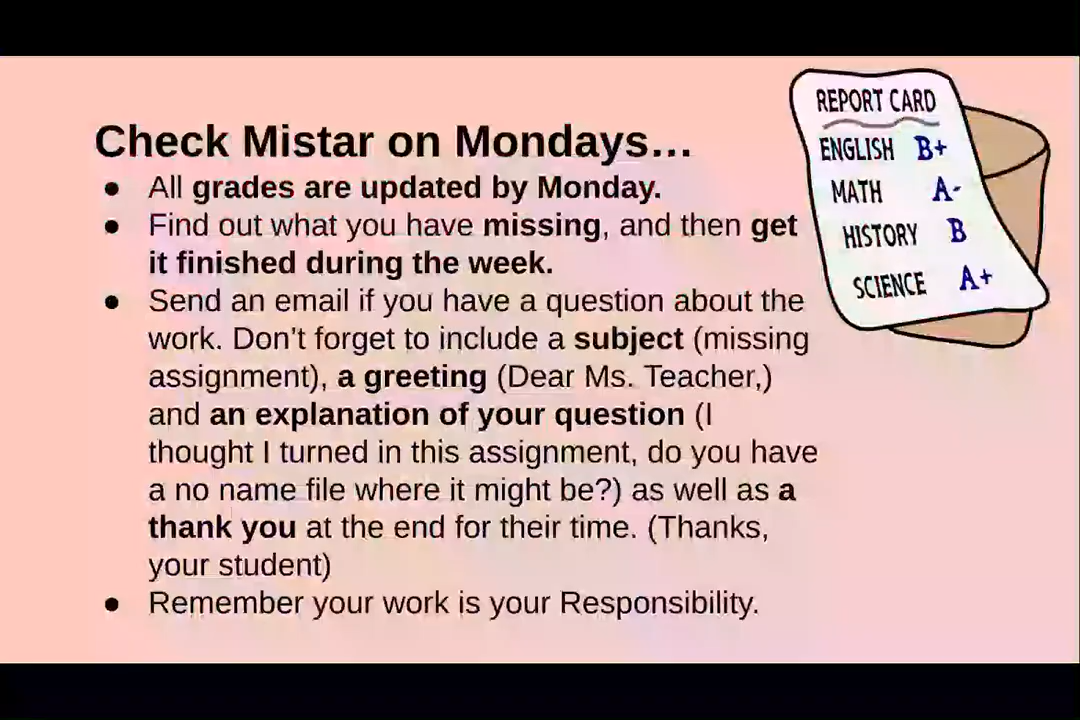 Check Mistar on Mondays…
● All grades are updated by Monday.
● Find out what you have missing, and then get
it finished during the week.
● Send an email if you have a question about the
work. Don’t forget to include a subject (missing
assignment), a greeting (Dear Ms. Teacher,)
and an explanation of your question (I
thought I turned in this assignment, do you have
a no name file where it might be?) as well as a
thank you at the end for their time. (Thanks,
your student)
● Remember your work is your Responsibility.
REPORT CARD
ENGLISH B+
MATH A-
HISTORY B
SCIENCE A+